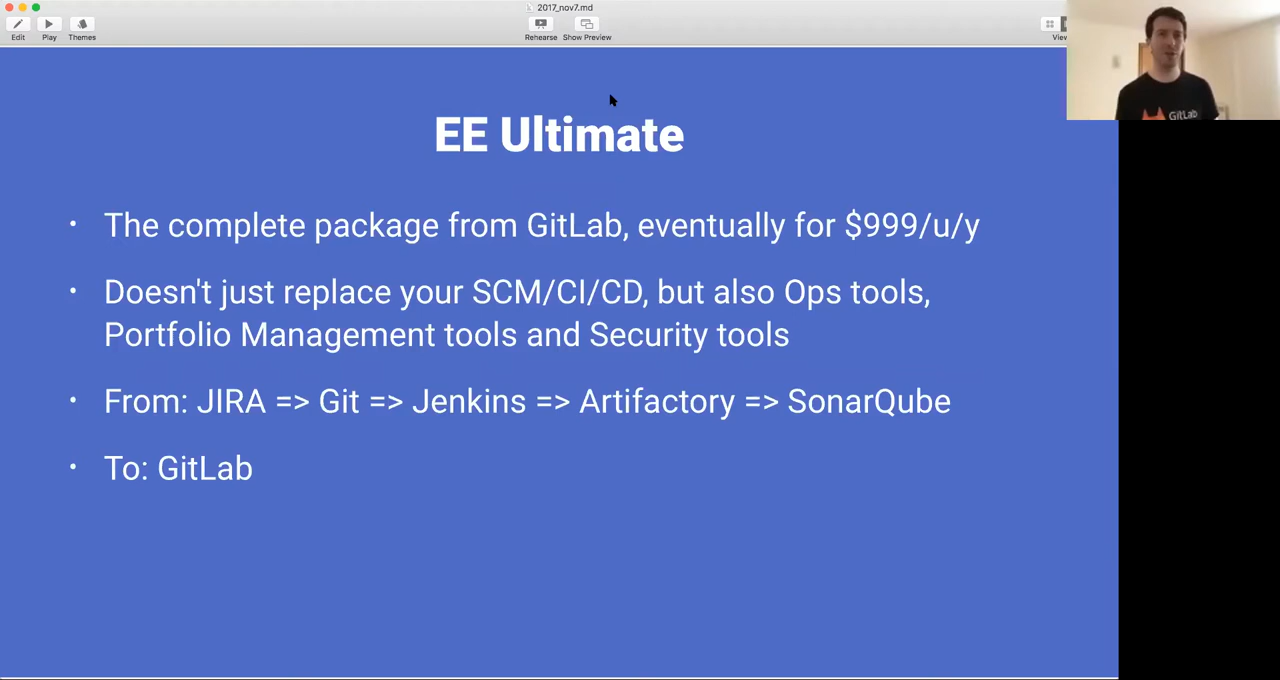 2017_nov7.md
Edit
Play
Themes
Rehearse
Show Preview
View
EE Ultimate
• The complete package from GitLab, eventually for $999/u/y
• Doesn't just replace your SCM/CI/CD, but also Ops tools,
Portfolio Management tools and Security tools
• From: JIRA => Git => Jenkins => Artifactory => SonarQube
• To: GitLab
GitLab